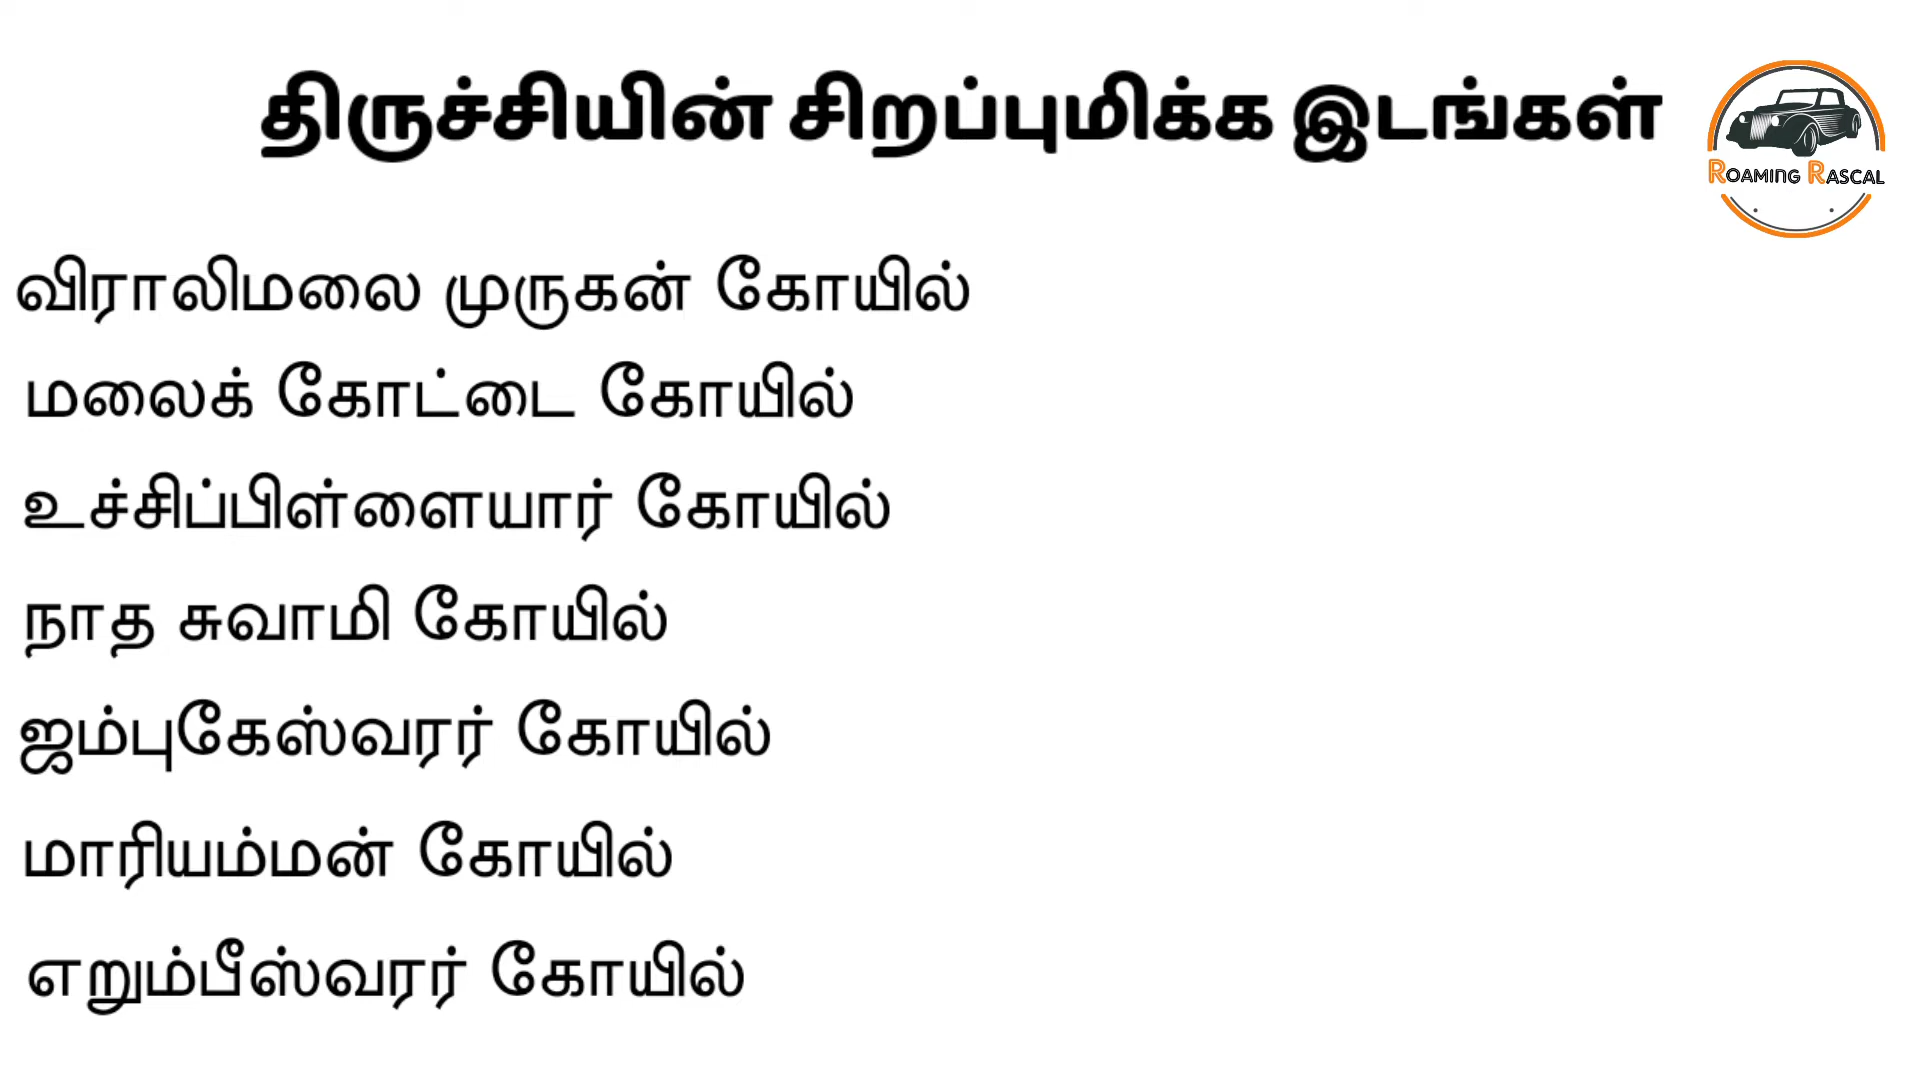 திருச்சியின் சிறப்புமிக்க இடங்கள்
ROAMING RASCAL
விராலிமலை முருகன் கோயில்
மலைக் கோட்டை கோயில்
உச்சிப்பிள்ளையார் கோயில்
நாத சுவாமி கோயில்
ஜம்புகேஸ்வரர் கோயில்
மாரியம்மன் கோயில்
எறும்பீஸ்வரர் கோயில்